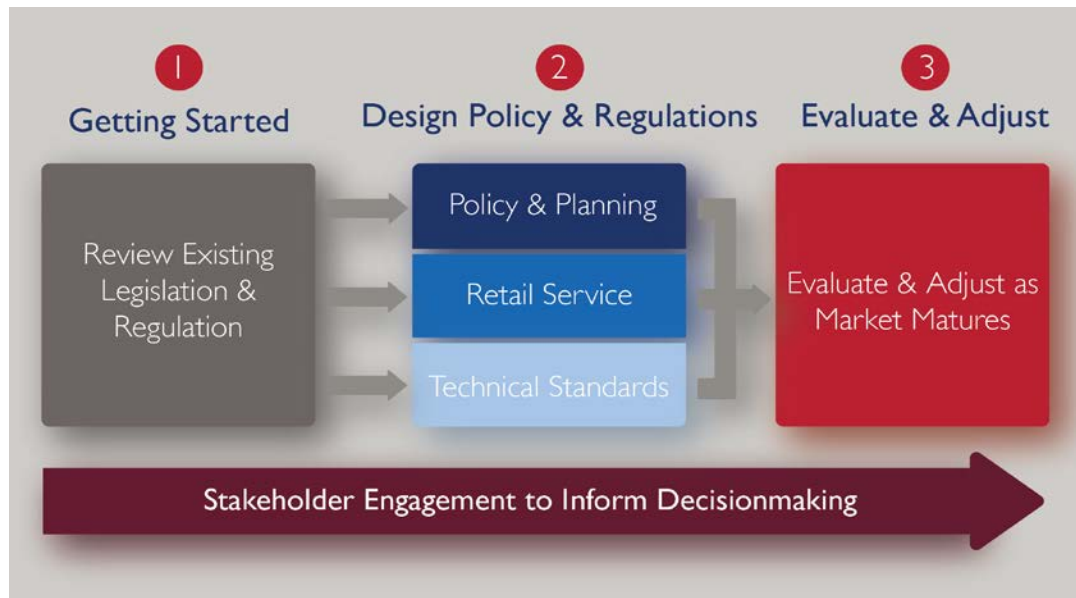 1
Getting Started
2
Design Policy & Regulations
3
Evaluate & Adjust
Review Existing
Legislation &
Regulation
Policy & Planning
Retail Service
Technical Standards
Evaluate & Adjust as
Market Matures
Stakeholder Engagement to Inform Decisionmaking